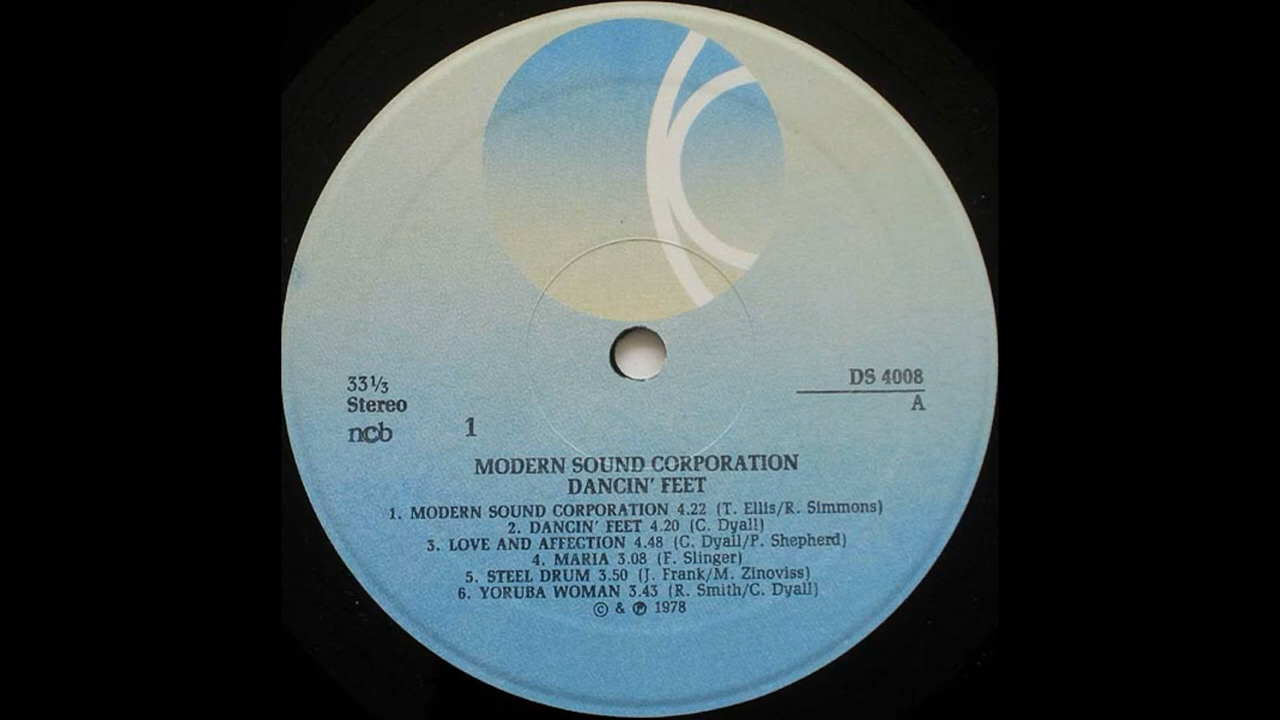 33⅓
Stereo
ncb
DS 4008
A
1
MODERN SOUND CORPORATION
DANCIN' FEET
1. MODERN SOUND CORPORATION 4.22 (T. Ellis/R. Simmons)
2. DANCIN' FEET 4.20 (C. Dyall)
3. LOVE AND AFFECTION 4.48 (C. Dyall/P. Shepherd)
4. MARIA 3.08 (F. Slinger)
5. STEEL DRUM 3.50 (J. Frank/M. Zinoviss)
6. YORUBA WOMAN 3.43 (R. Smith/C. Dyall)
© & ℗ 1978